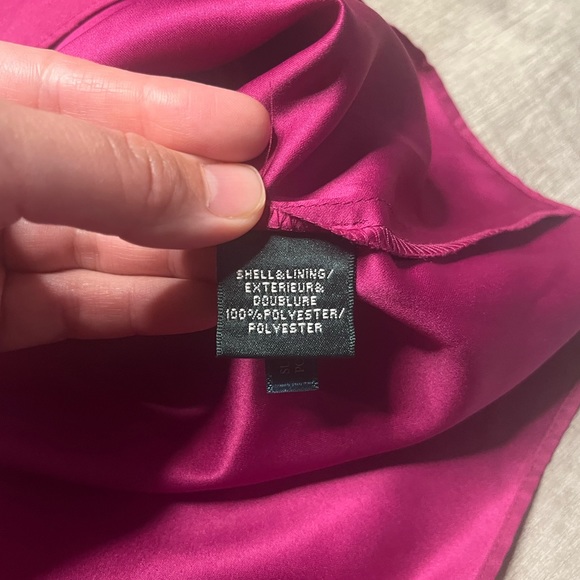 SHELL&LINING/
EXTERIEUR&
DOUBLURE
100%POLYESTER/
POLYESTER